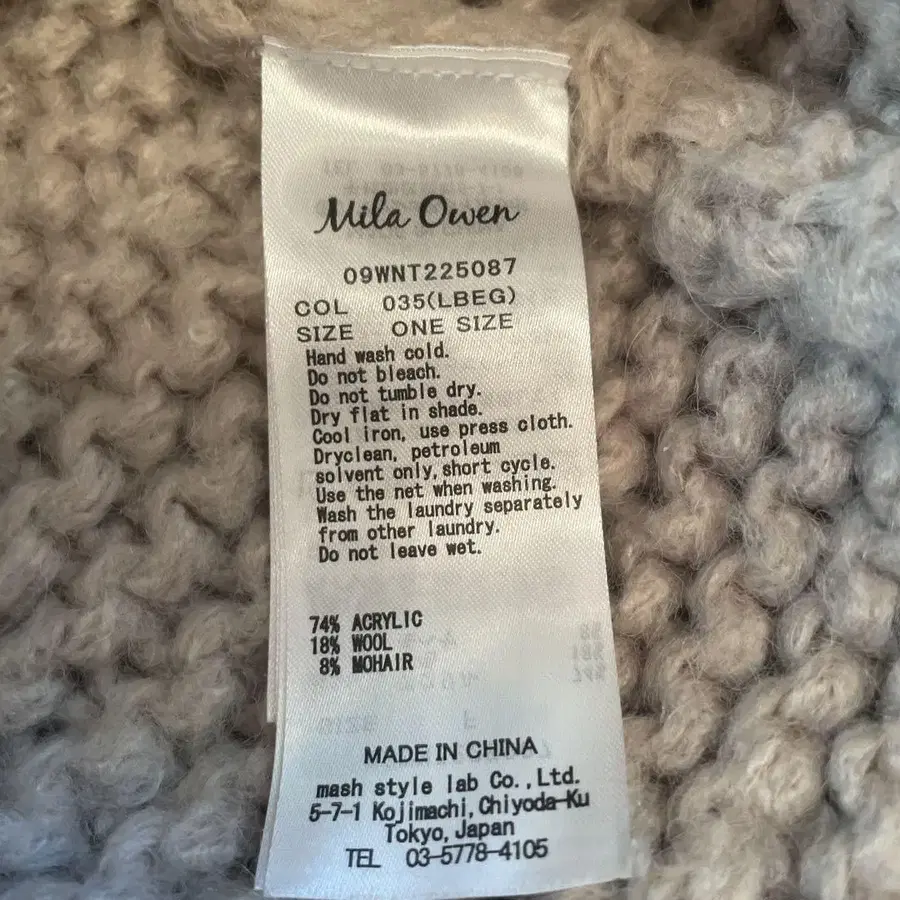 Mila Owen
09WNT225087
COL 035(LBEG)
SIZE ONE SIZE
Hand wash cold.
Do not bleach.
Do not tumble dry.
Dry flat in shade.
Cool iron, use press cloth.
Dryclean, petroleum
solvent only, short cycle.
Use the net when washing.
Wash the laundry separately
from other laundry.
Do not leave wet.
74% ACRYLIC
18% WOOL
8% MOHAIR
MADE IN CHINA
mash style lab Co.,Ltd.
5-7-1 Kojimachi,Chiyoda-Ku
Tokyo,Japan
TEL 03-5778-4105